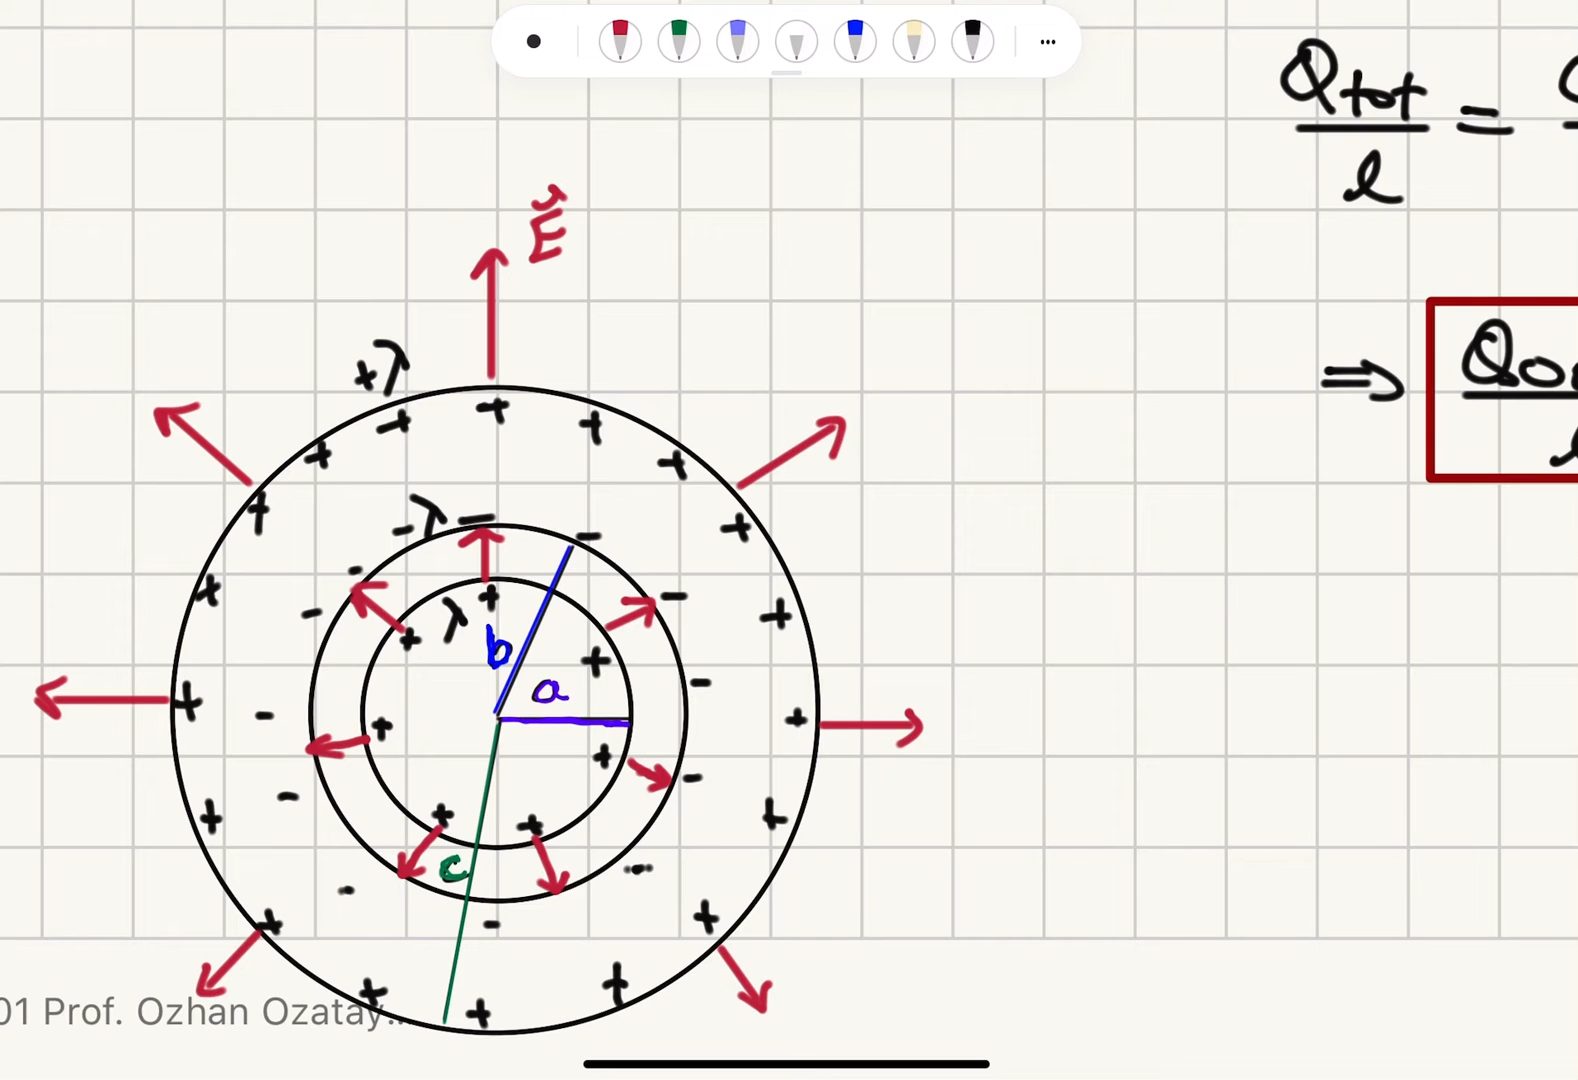 Qtot = 
l
E⃗
+λ
⇒ Q
-λ
λ
b
a
c
01 Prof. Ozhan Ozatay...